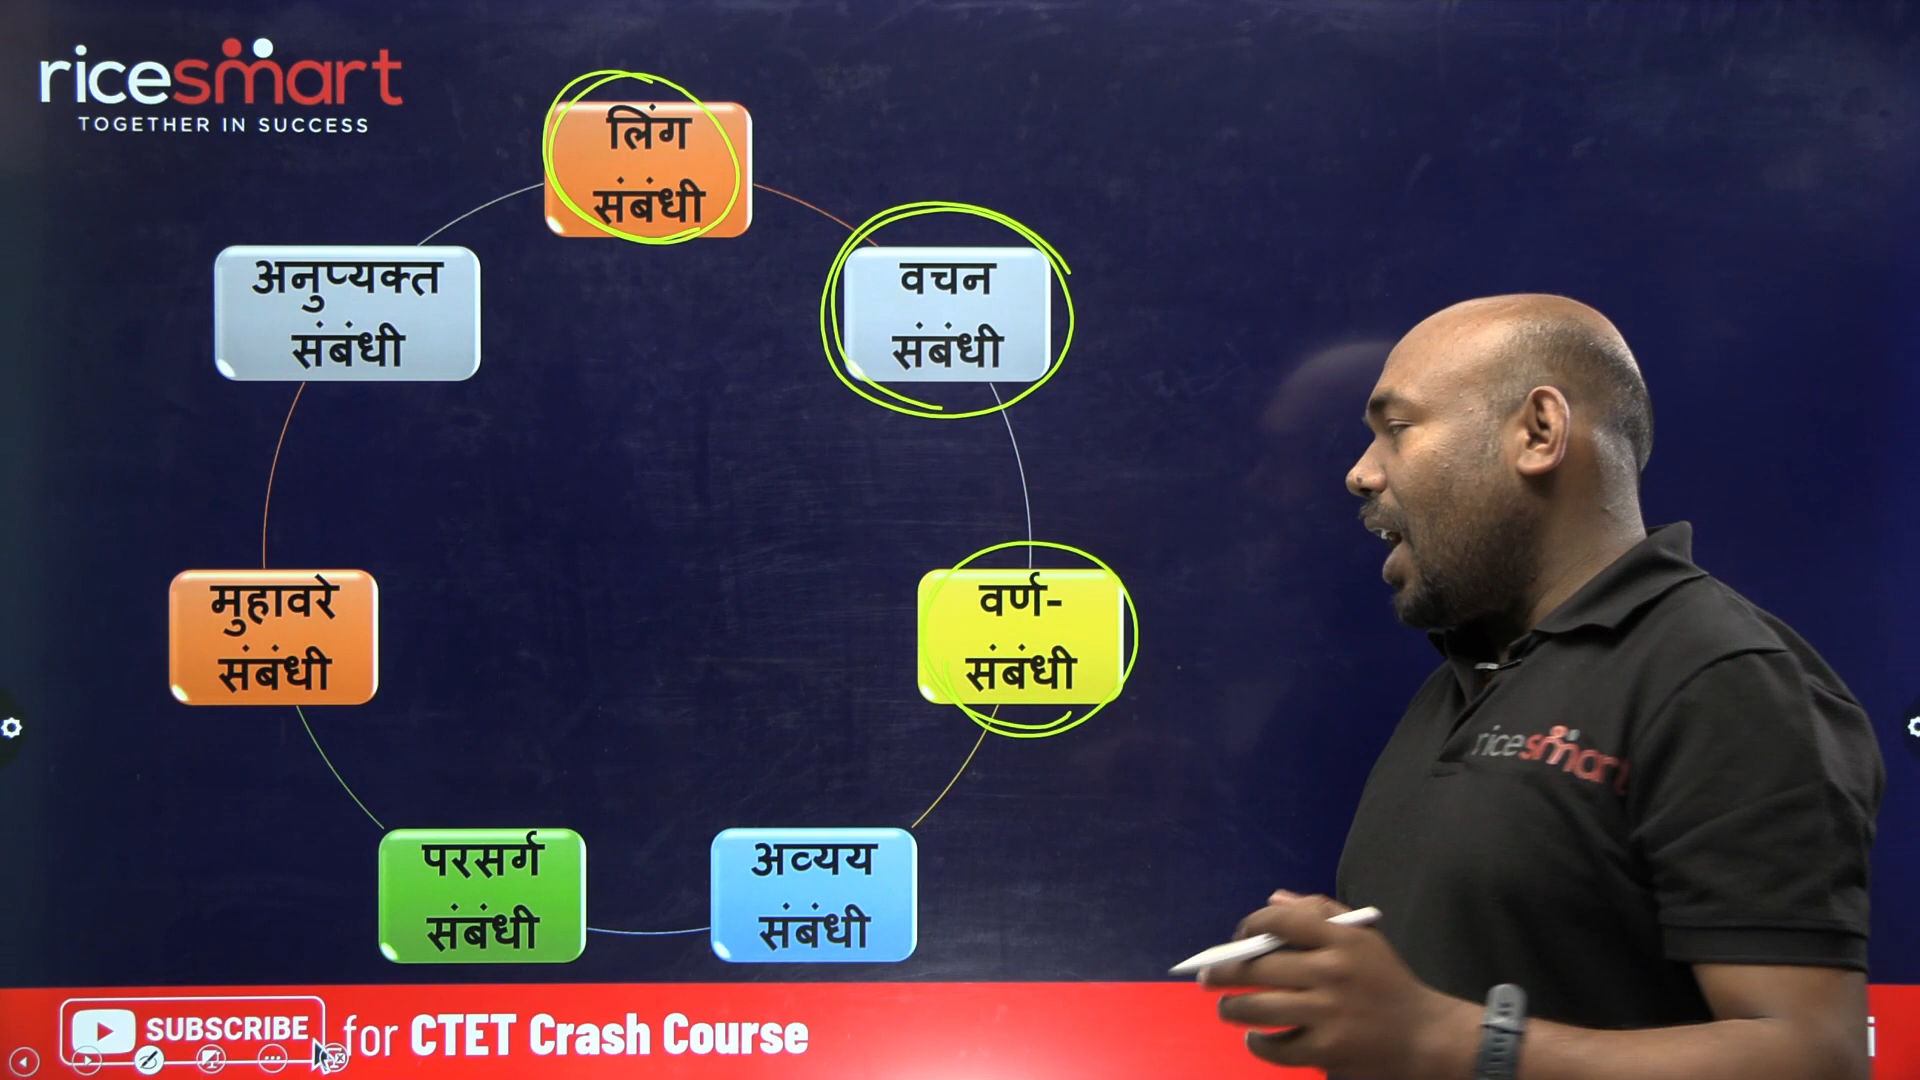 ricesmart
TOGETHER IN SUCCESS
लिंग
संबंधी
वचन
संबंधी
वर्ण-
संबंधी
अव्यय
संबंधी
परसर्ग
संबंधी
मुहावरे
संबंधी
अनुप्यक्त
संबंधी
ricesmart
SUBSCRIBE for CTET Crash Course